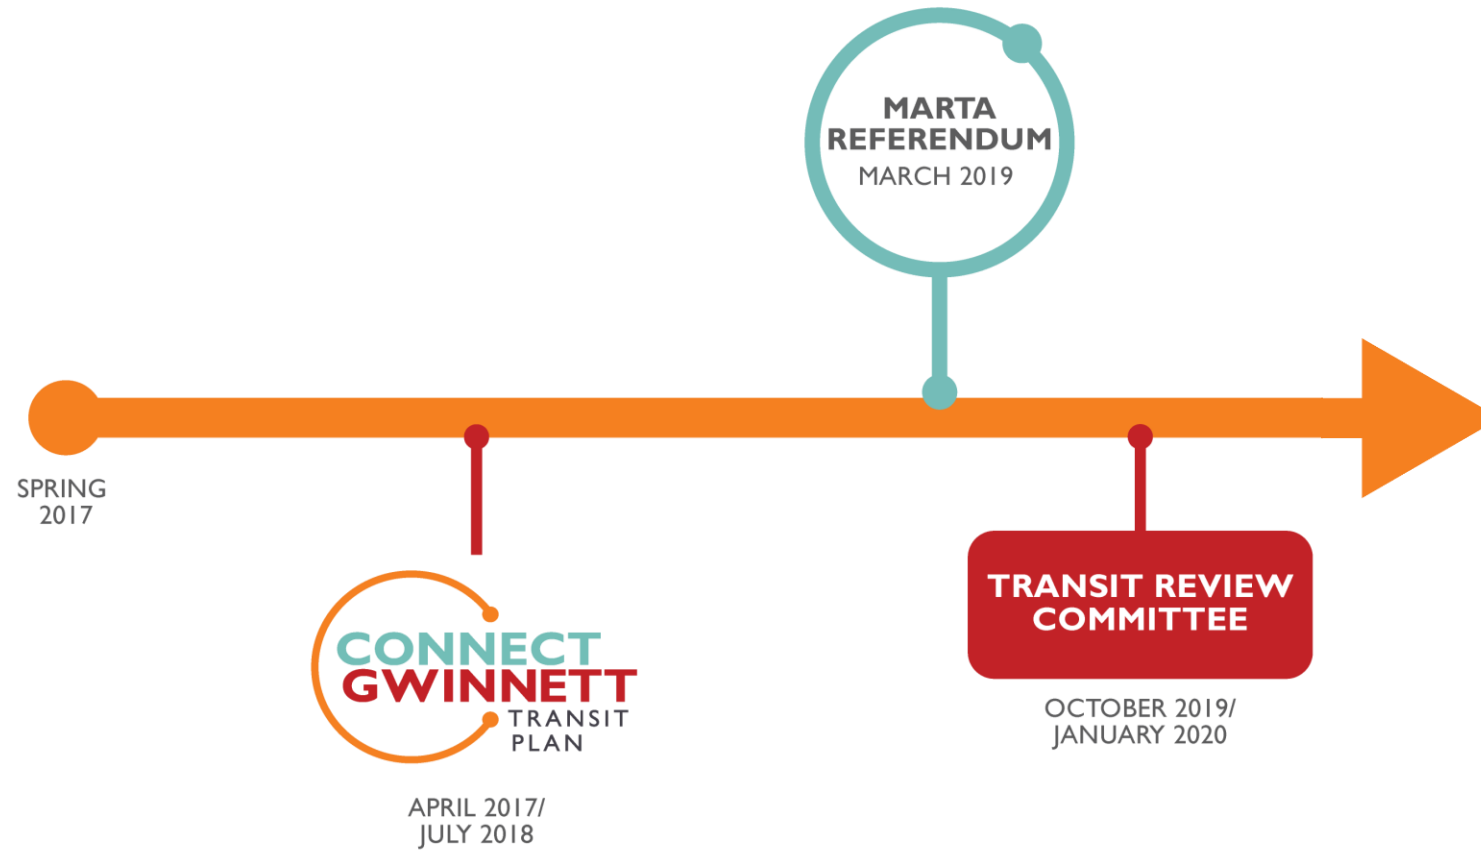 MARTA
REFERENDUM
MARCH 2019
SPRING
2017
CONNECT
GWINNETT
TRANSIT
PLAN
APRIL 2017/
JULY 2018
TRANSIT REVIEW
COMMITTEE
OCTOBER 2019/
JANUARY 2020